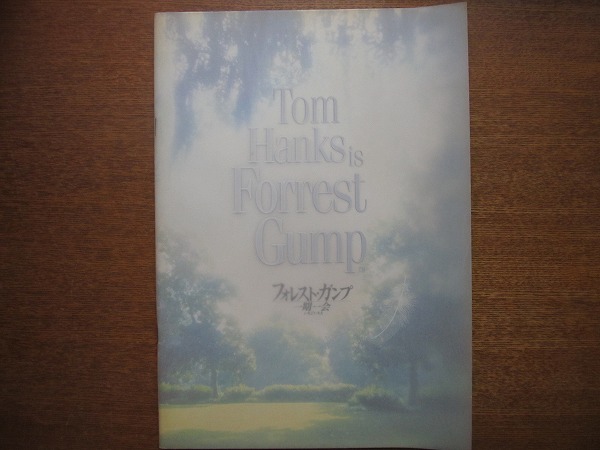 Tom
Hanks is
Forrest
Gump
フォレスト・ガンプ
一期一会